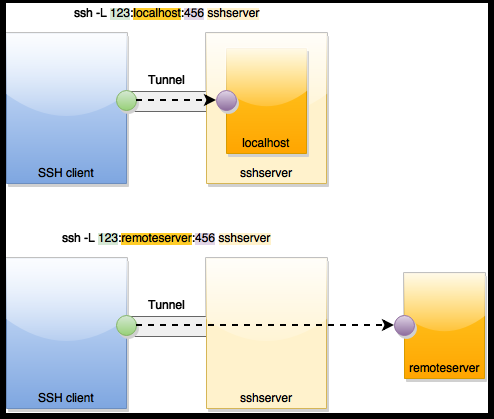 ssh -L 123:localhost:456 sshserver
Tunnel
localhost
SSH client
sshserver
ssh -L 123:remoteserver:456 sshserver
Tunnel
remoteserver
SSH client
sshserver